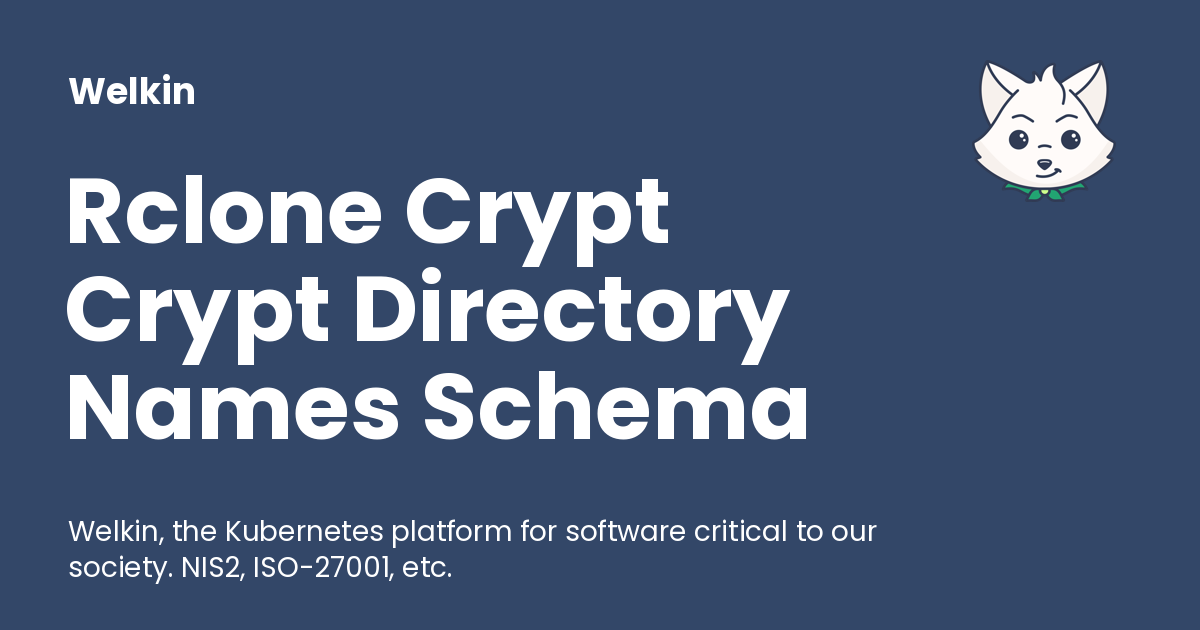 Welkin
Rclone Crypt
Crypt Directory
Names Schema
Welkin, the Kubernetes platform for software critical to our
society. NIS2, ISO-27001, etc.